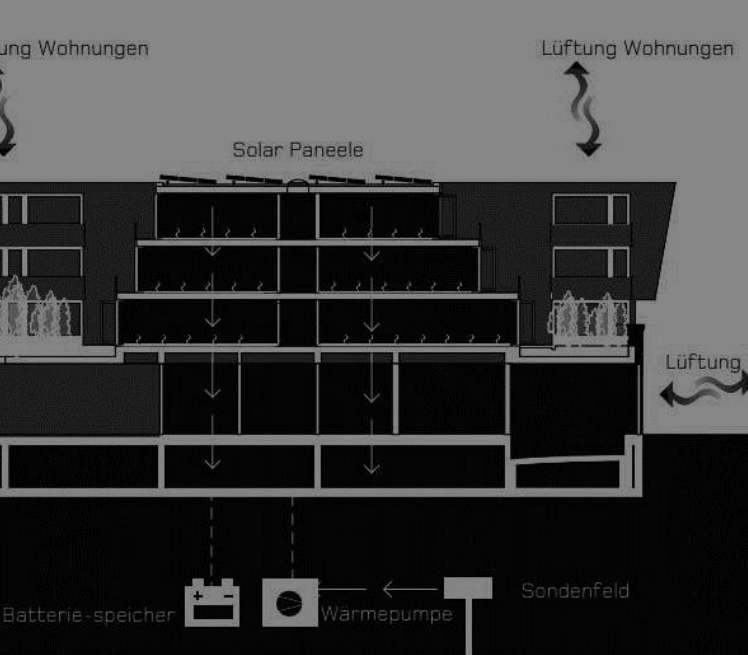 ung Wohnungen
Lüftung Wohnungen
Solar Paneele
Lüftung
Sondenfeld
Batterie-speicher
Wärmepumpe